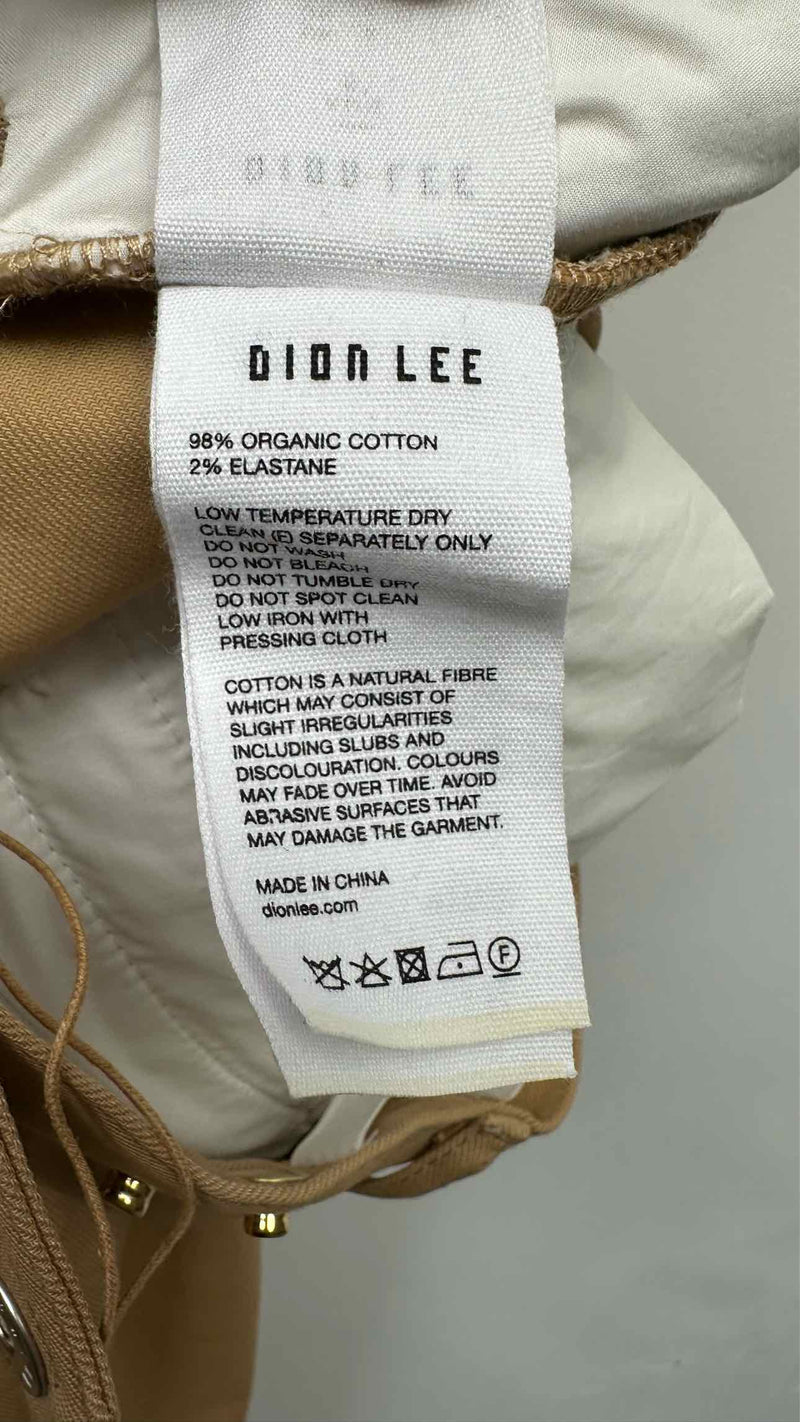 DION LEE
98% ORGANIC COTTON
2% ELASTANE
LOW TEMPERATURE DRY
CLEAN (E) SEPARATELY ONLY
DO NOT WASH
DO NOT BLEACH
DO NOT TUMBLE DRY
DO NOT SPOT CLEAN
LOW IRON WITH
PRESSING CLOTH
COTTON IS A NATURAL FIBRE
WHICH MAY CONSIST OF
SLIGHT IRREGULARITIES
INCLUDING SLUBS AND
DISCOLOURATION. COLOURS
MAY FADE OVER TIME. AVOID
ABRASIVE SURFACES THAT
MAY DAMAGE THE GARMENT.
MADE IN CHINA
dionlee.com
F